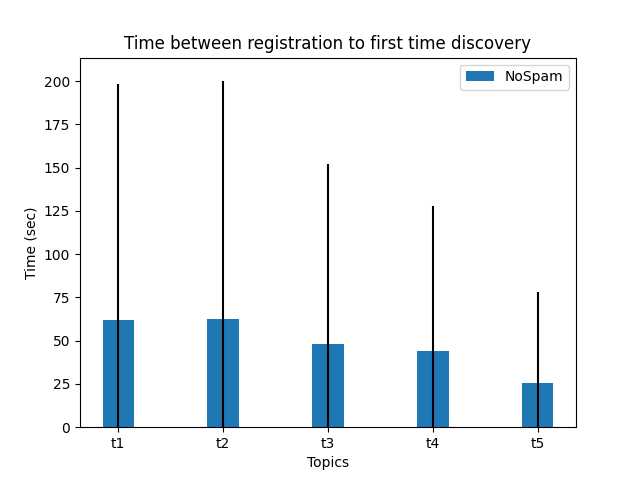 Time between registration to first time discovery
NoSpam
200
175
150
125
100
75
50
25
0
Time (sec)
t1 t2 t3 t4 t5
Topics